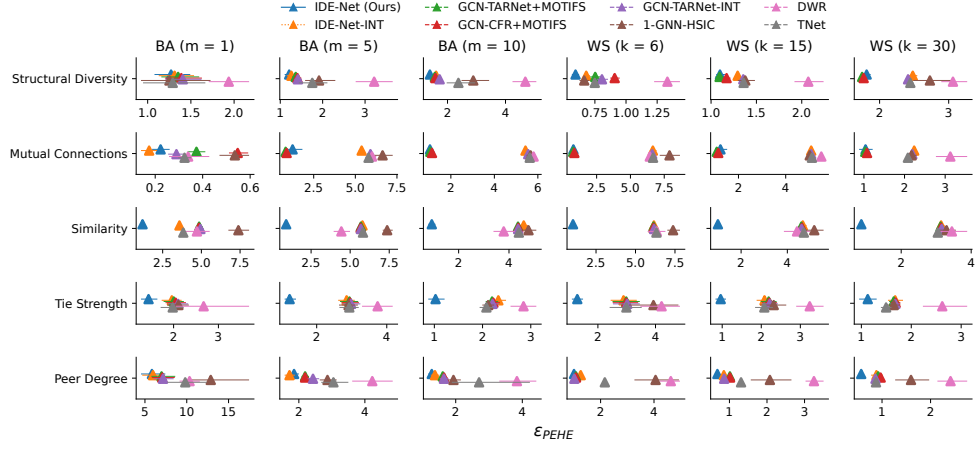 IDE-Net (Ours) GCN-TARNet+MOTIFS GCN-TARNet-INT DWR
IDE-Net-INT GCN-CFR+MOTIFS 1-GNN-HSIC TNet
BA (m = 1) BA (m = 5) BA (m = 10) WS (k = 6) WS (k = 15) WS (k = 30)
Structural Diversity
1.0 1.5 2.0 1 2 3 2 4 0.75 1.00 1.25 1.0 1.5 2.0 2 3
Mutual Connections
0.2 0.4 0.6 2.5 5.0 7.5 2 4 6 2.5 5.0 7.5 2 4 1 2 3
Similarity
2.5 5.0 7.5 2.5 5.0 7.5 2 4 2.5 5.0 7.5 2 4 2 4
Tie Strength
2 4 2 4 1 2 3 2 4 1 2 3 1 2 3
Peer Degree
5 10 15 2 4 2 4 2 4 1 2 3 1 2
ϵPEHE